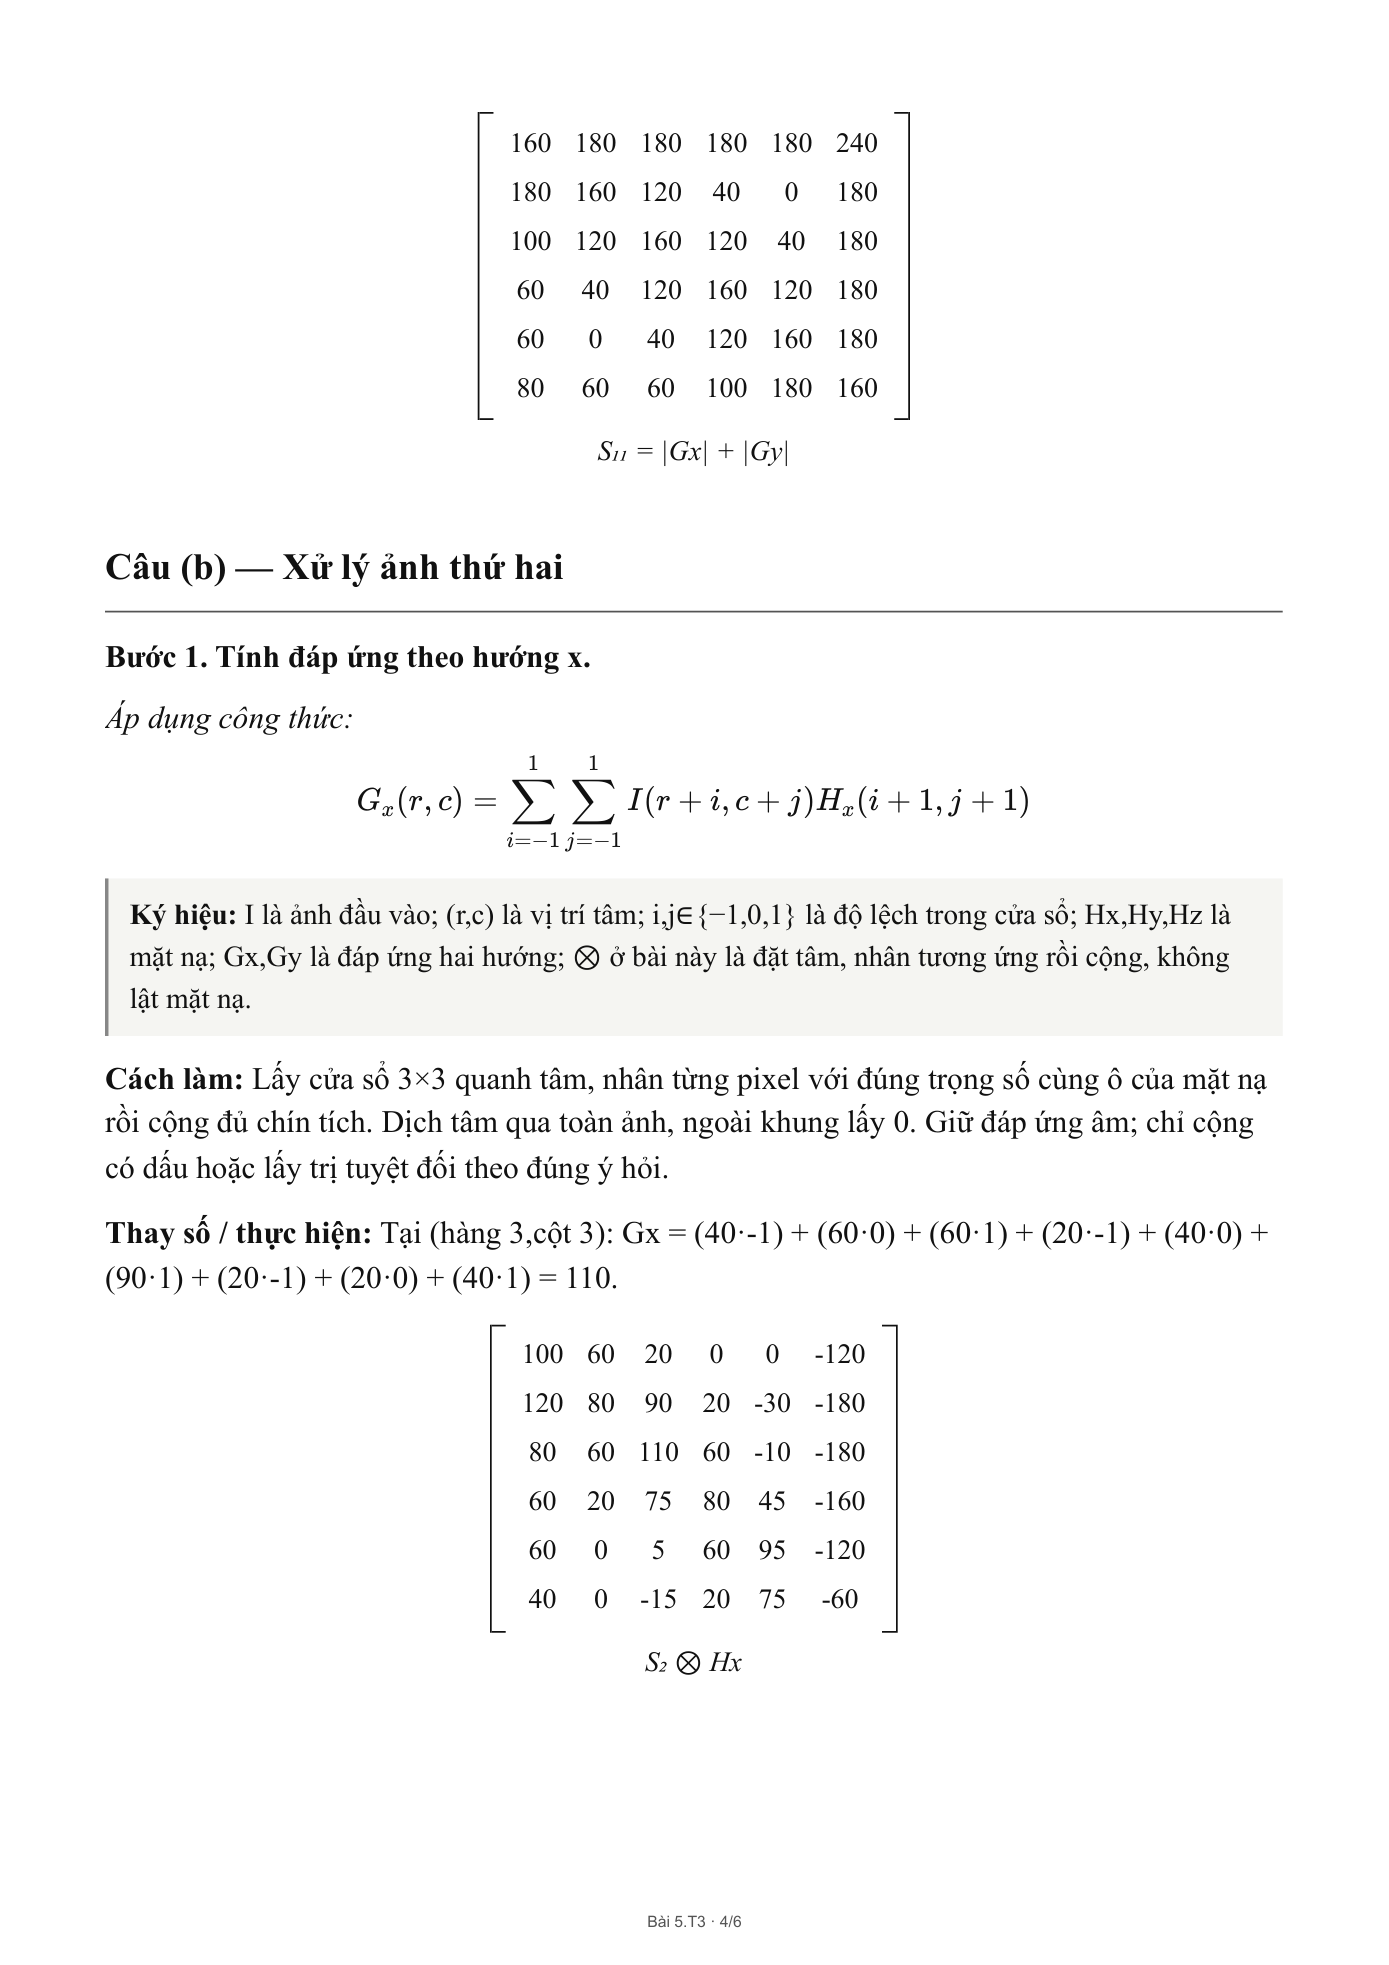 160 180 180 180 180 240
180 160 120 40 0 180
100 120 160 120 40 180
60 40 120 160 120 180
60 0 40 120 160 180
80 60 60 100 180 160
S₁₁ = |Gx| + |Gy|
Câu (b) — Xử lý ảnh thứ hai
Bước 1. Tính đáp ứng theo hướng x.
Áp dụng công thức:
G_x(r, c) = ∑_{i=−1}^{1} ∑_{j=−1}^{1} I(r + i, c + j)H_x(i + 1, j + 1)
Ký hiệu: I là ảnh đầu vào; (r,c) là vị trí tâm; i,j∈{−1,0,1} là độ lệch trong cửa sổ; Hx,Hy,Hz là
mặt nạ; Gx,Gy là đáp ứng hai hướng; ⊗ ở bài này là đặt tâm, nhân tương ứng rồi cộng, không
lật mặt nạ.
Cách làm: Lấy cửa sổ 3×3 quanh tâm, nhân từng pixel với đúng trọng số cùng ô của mặt nạ
rồi cộng đủ chín tích. Dịch tâm qua toàn ảnh, ngoài khung lấy 0. Giữ đáp ứng âm; chỉ cộng
có dấu hoặc lấy trị tuyệt đối theo đúng ý hỏi.
Thay số / thực hiện: Tại (hàng 3,cột 3): Gx = (40·-1) + (60·0) + (60·1) + (20·-1) + (40·0) +
(90·1) + (20·-1) + (20·0) + (40·1) = 110.
100 60 20 0 0 -120
120 80 90 20 -30 -180
80 60 110 60 -10 -180
60 20 75 80 45 -160
60 0 5 60 95 -120
40 0 -15 20 75 -60
S₂ ⊗ Hx
Bài 5.T3 · 4/6